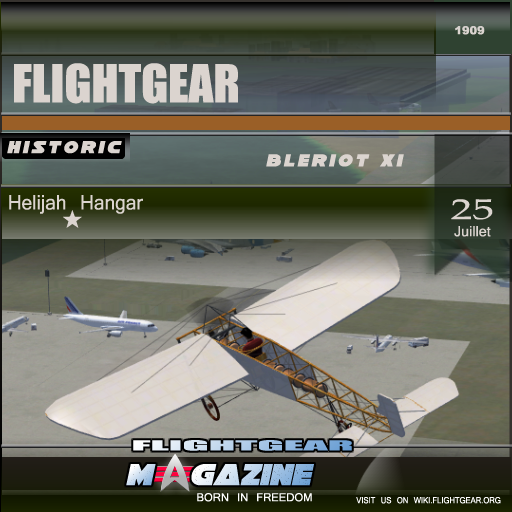 1909
FLIGHTGEAR
HISTORIC
BLERIOT XI
Helijah Hangar
25
Juillet
FLIGHTGEAR
MAGAZINE
BORN IN FREEDOM
VISIT US ON WIKI.FLIGHTGEAR.ORG